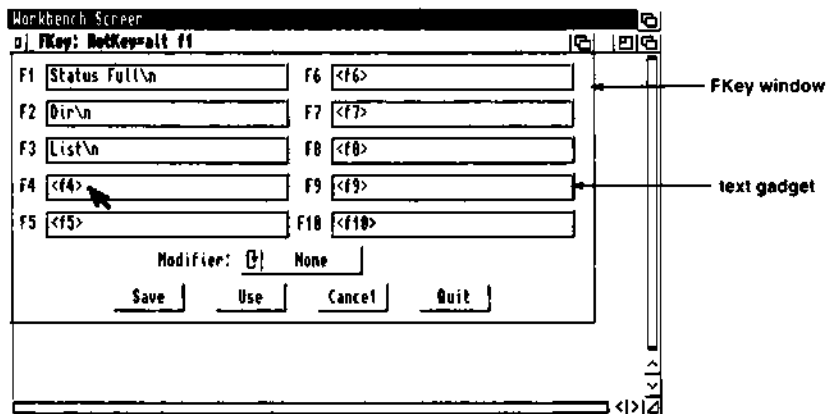 Workbench Screen
FKey: HotKey=alt f1
F1 Status Full\n F6 <f6>
FKey window
F2 Dir\n F7 <f7>
F3 List\n F8 <f8>
F4 <f4> F9 <f9>
text gadget
F5 <f5> F10 <f10>
Modifier: None
Save Use Cancel Quit